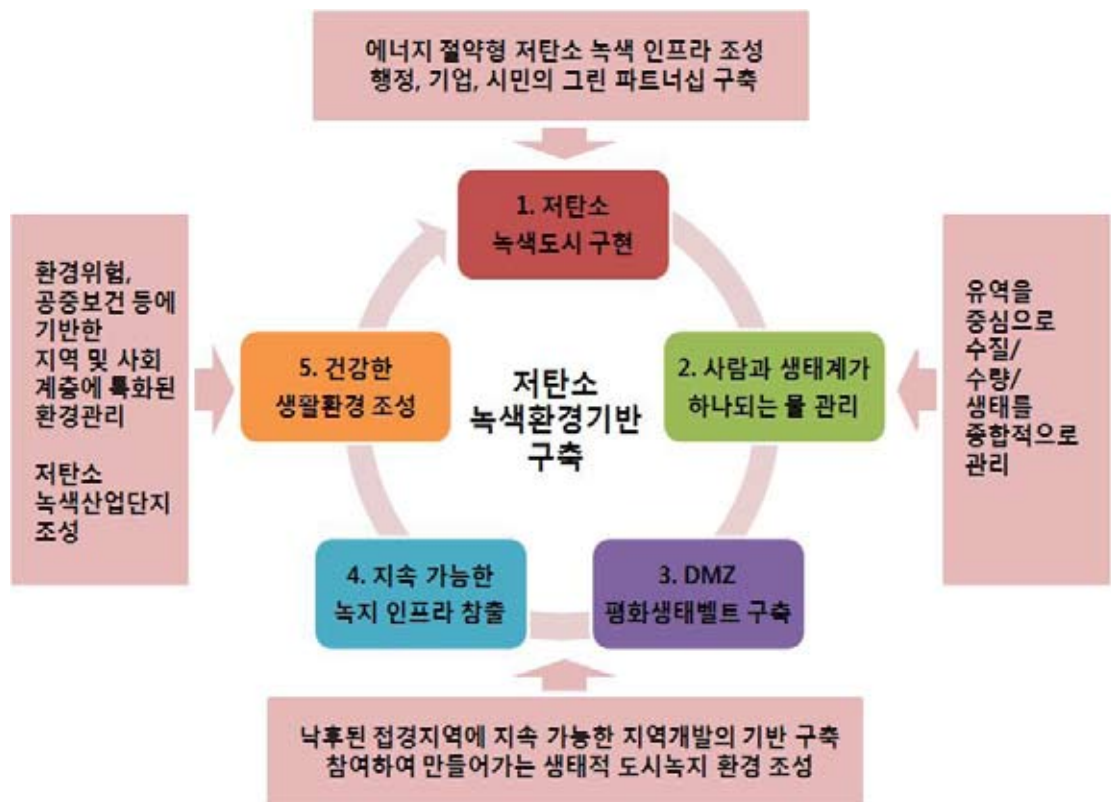 에너지 절약형 저탄소 녹색 인프라 조성
행정, 기업, 시민의 그린 파트너십 구축
1. 저탄소
녹색도시 구현
환경위험,
공중보건 등에
기반한
지역 및 사회
계층에 특화된
환경관리
저탄소
녹색산업단지
조성
5. 건강한
생활환경 조성
저탄소
녹색환경기반
구축
2. 사람과 생태계가
하나되는 물 관리
유역을
중심으로
수질/
수량/
생태를
종합적으로
관리
4. 지속 가능한
녹지 인프라 창출
3. DMZ
평화생태벨트 구축
낙후된 접경지역에 지속 가능한 지역개발의 기반 구축
참여하여 만들어가는 생태적 도시녹지 환경 조성